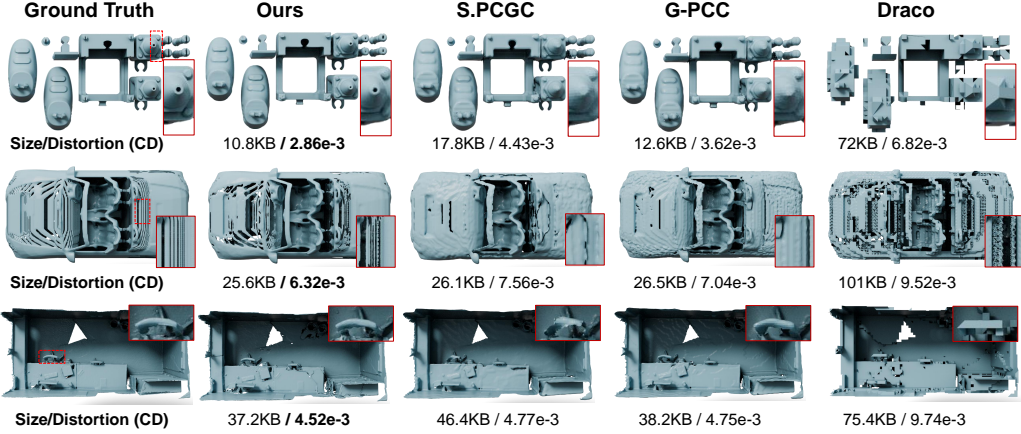 Ground Truth Ours S.PCGC G-PCC Draco
Size/Distortion (CD) 10.8KB / 2.86e-3 17.8KB / 4.43e-3 12.6KB / 3.62e-3 72KB / 6.82e-3
Size/Distortion (CD) 25.6KB / 6.32e-3 26.1KB / 7.56e-3 26.5KB / 7.04e-3 101KB / 9.52e-3
Size/Distortion (CD) 37.2KB / 4.52e-3 46.4KB / 4.77e-3 38.2KB / 4.75e-3 75.4KB / 9.74e-3